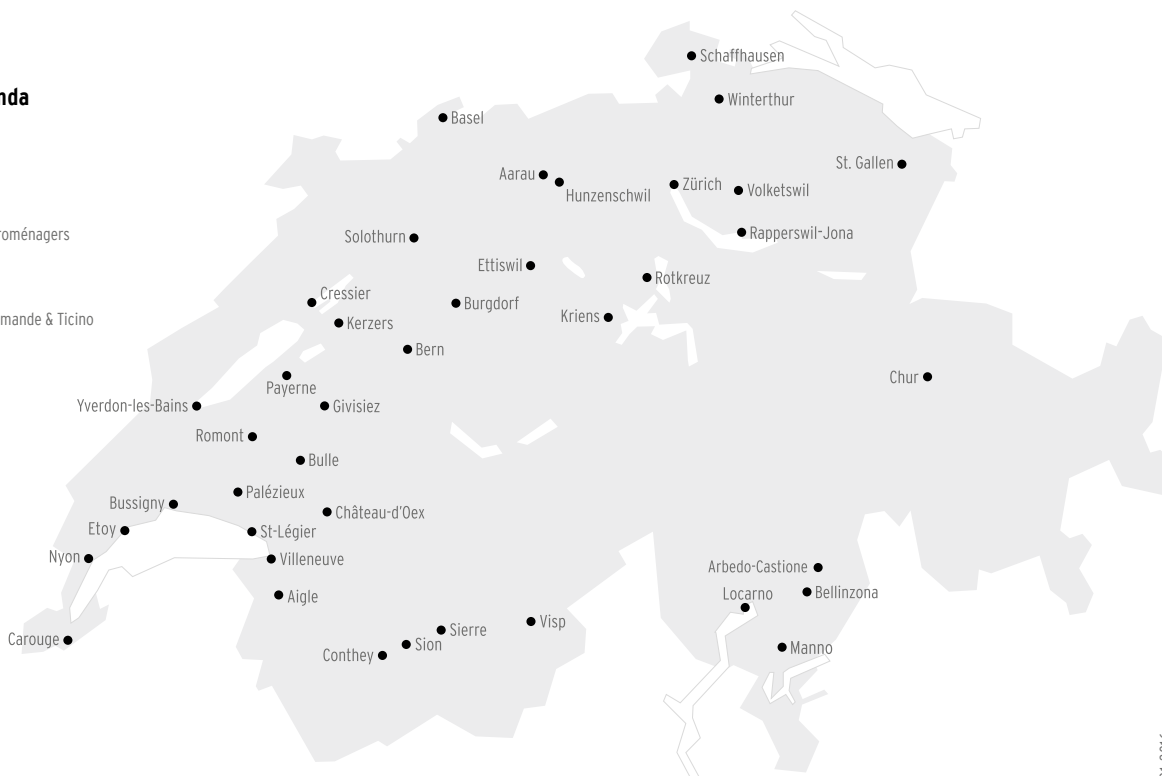 nda
Schaffhausen
Winterthur
Basel
St. Gallen
Aarau
Hunzenschwil
Zürich
Volketswil
Rapperswil-Jona
roménagers
Solothurn
Ettiswil
Rotkreuz
Cressier
Burgdorf
mande & Ticino
Kerzers
Kriens
Bern
Payerne
Chur
Yverdon-les-Bains
Givisiez
Romont
Bulle
Palézieux
Bussigny
Château-d'Oex
Etoy
St-Légier
Nyon
Villeneuve
Arbedo-Castione
Aigle
Locarno
Bellinzona
Carouge
Sierre
Visp
Sion
Conthey
Manno